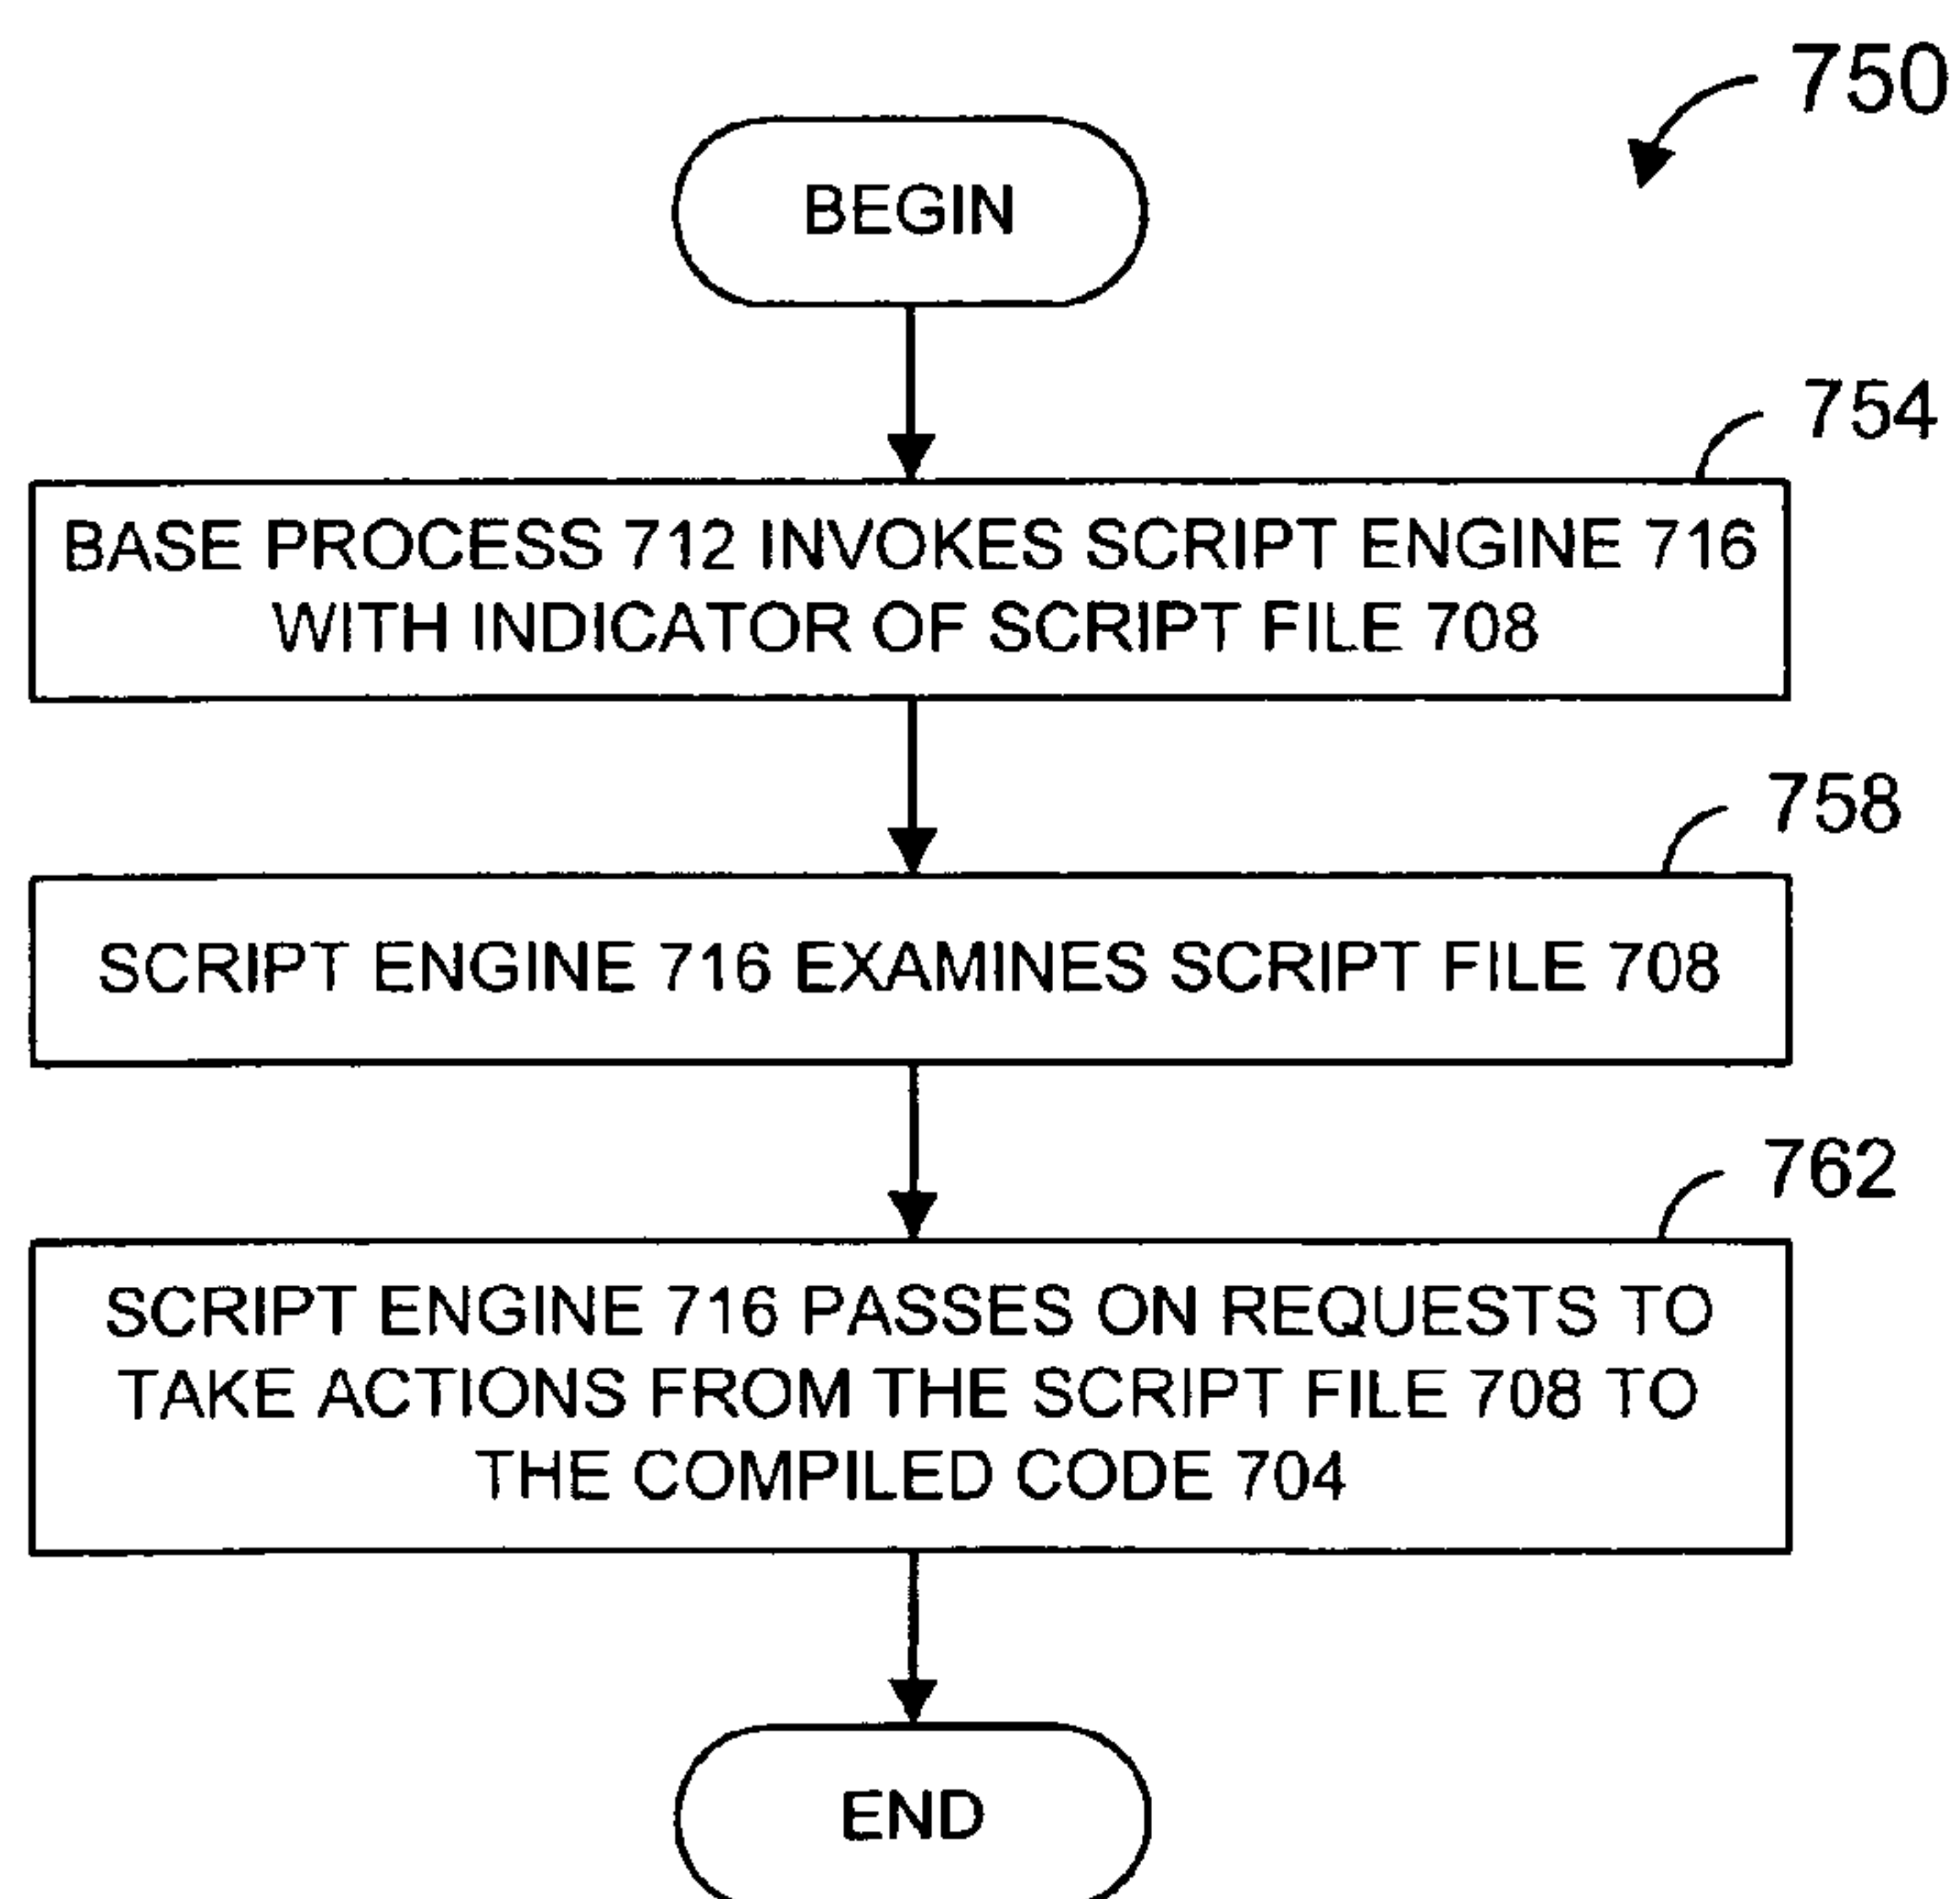 750
BEGIN
754
BASE PROCESS 712 INVOKES SCRIPT ENGINE 716
WITH INDICATOR OF SCRIPT FILE 708
758
SCRIPT ENGINE 716 EXAMINES SCRIPT FILE 708
762
SCRIPT ENGINE 716 PASSES ON REQUESTS TO
TAKE ACTIONS FROM THE SCRIPT FILE 708 TO
THE COMPILED CODE 704
END